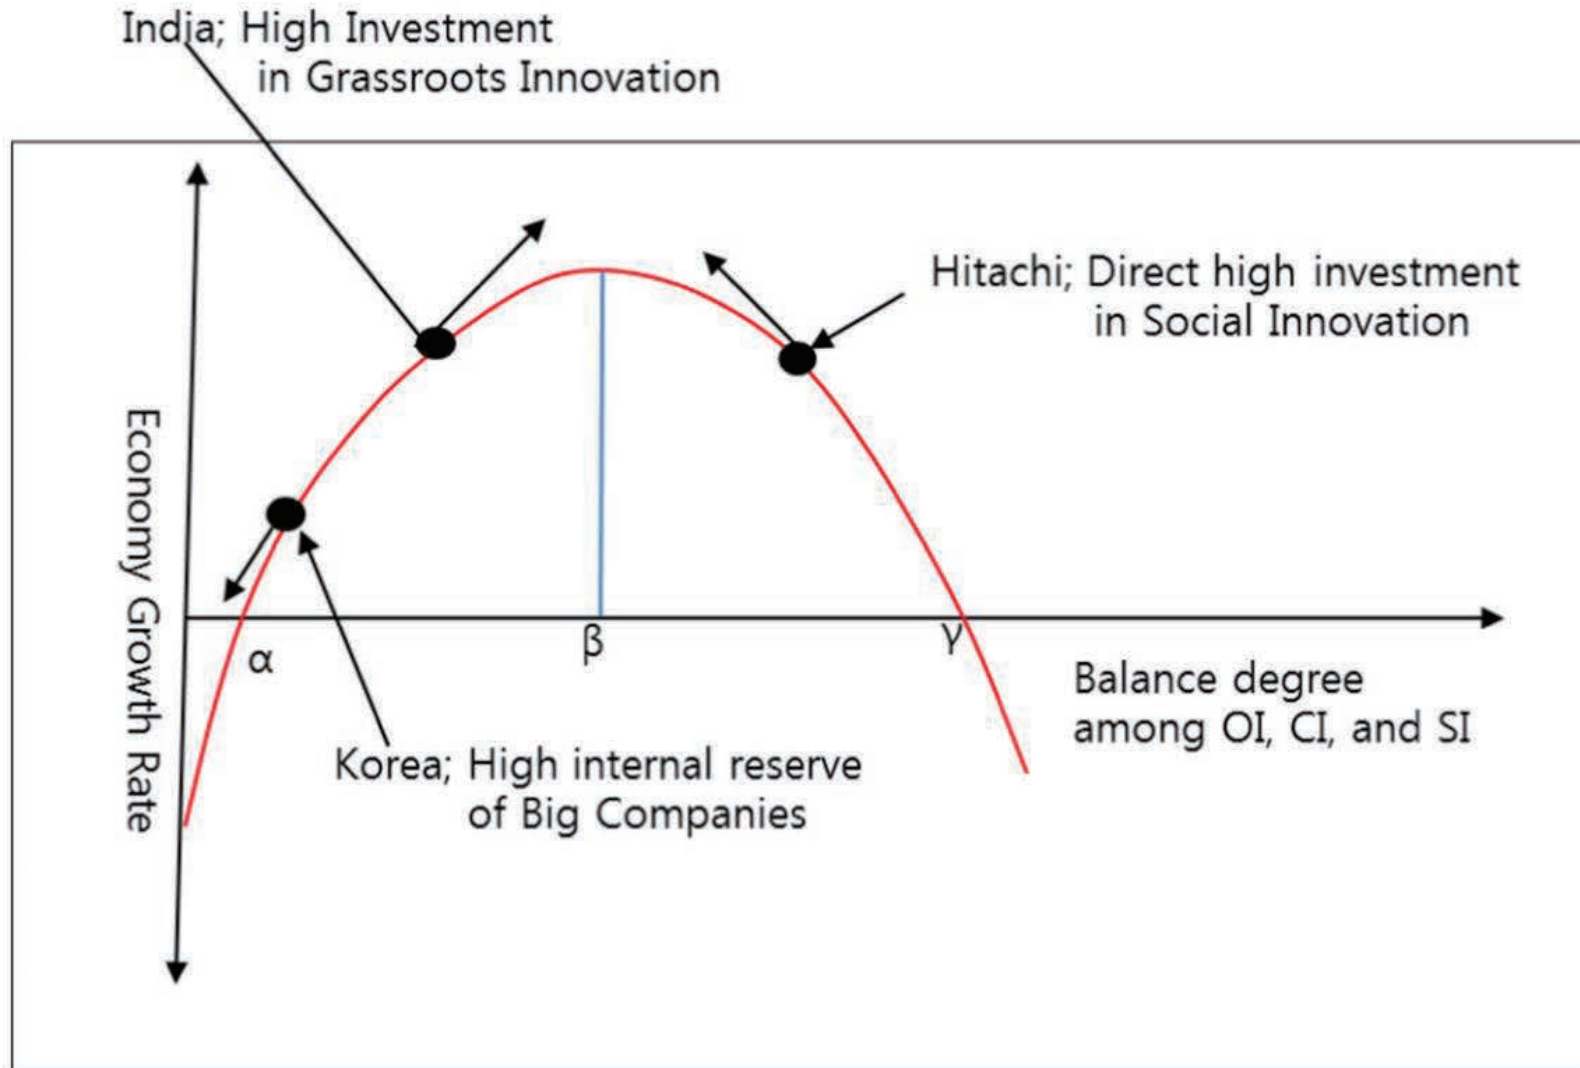 India; High Investment
in Grassroots Innovation
Hitachi; Direct high investment
in Social Innovation
Economy Growth Rate
α
β
γ
Balance degree
among OI, CI, and SI
Korea; High internal reserve
of Big Companies